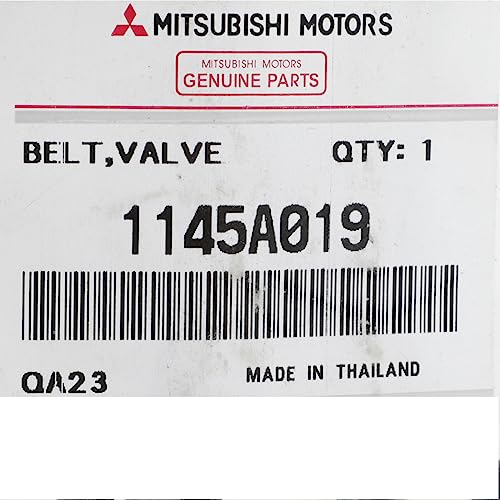 MITSUBISHI MOTORS
MITSUBISHI MOTORS
GENUINE PARTS
BELT,VALVE QTY: 1
1145A019
QA23 MADE IN THAILAND